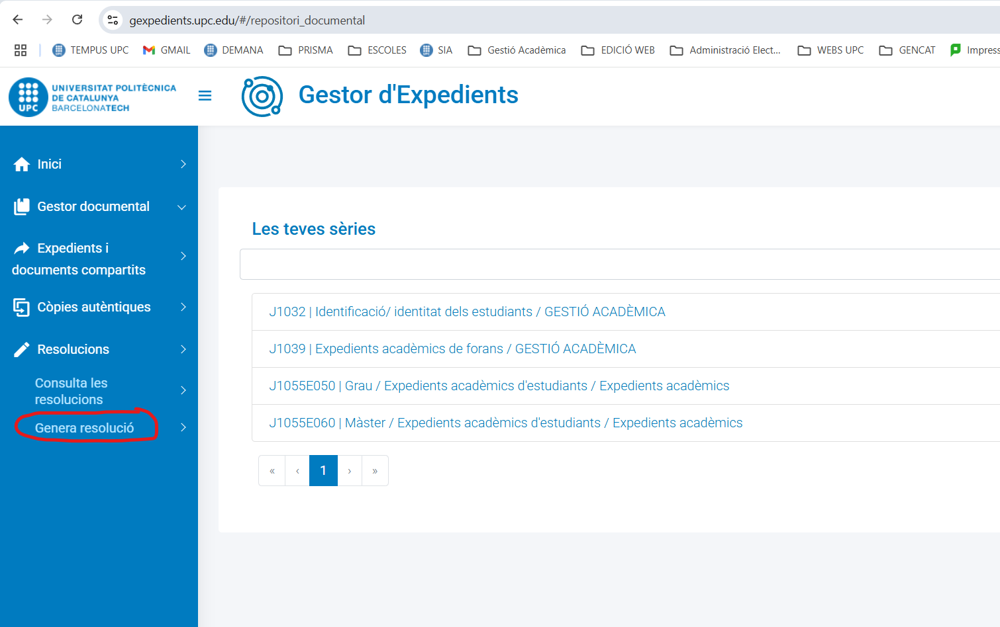 gexpedients.upc.edu/#/repositori_documental
TEMPUS UPC GMAIL DEMANA PRISMA ESCOLES SIA Gestió Acadèmica EDICIÓ WEB Administració Elect... WEBS UPC GENCAT Impress
UPC
UNIVERSITAT POLITÈCNICA
DE CATALUNYA
BARCELONATECH
Gestor d'Expedients
Inici
Gestor documental
Expedients i
documents compartits
Còpies autèntiques
Resolucions
Consulta les
resolucions
Genera resolució
Les teves sèries
J1032 | Identificació/ identitat dels estudiants / GESTIÓ ACADÈMICA
J1039 | Expedients acadèmics de forans / GESTIÓ ACADÈMICA
J1055E050 | Grau / Expedients acadèmics d'estudiants / Expedients acadèmics
J1055E060 | Màster / Expedients acadèmics d'estudiants / Expedients acadèmics
« ‹ 1 › »